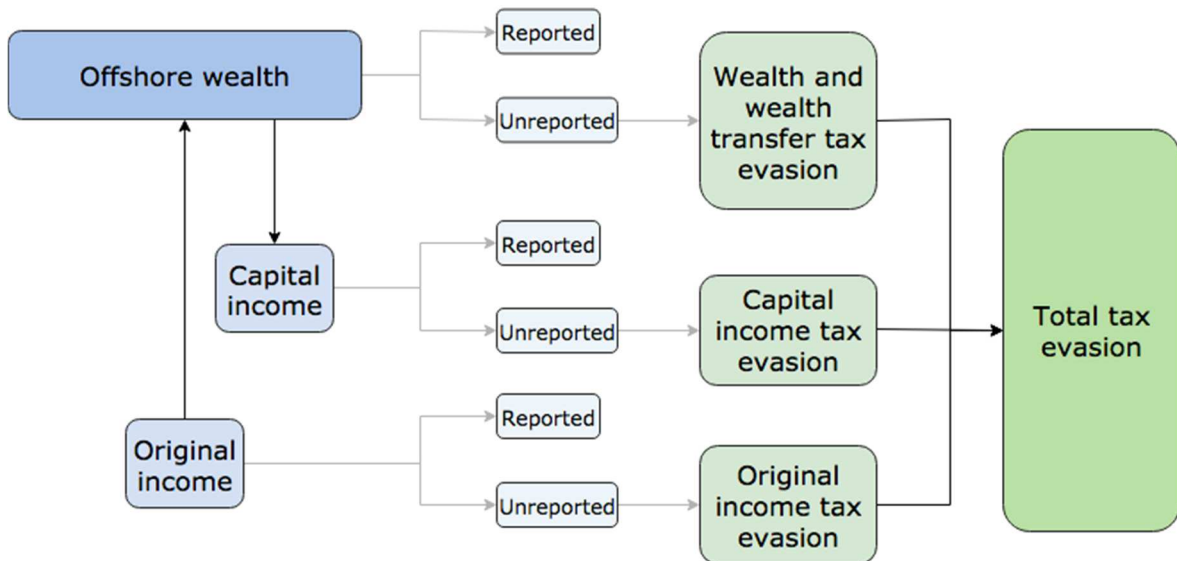 Offshore wealth
Reported
Unreported
Wealth and
wealth
transfer tax
evasion
Capital
income
Reported
Unreported
Capital
income tax
evasion
Original
income
Reported
Unreported
Original
income tax
evasion
Total tax
evasion